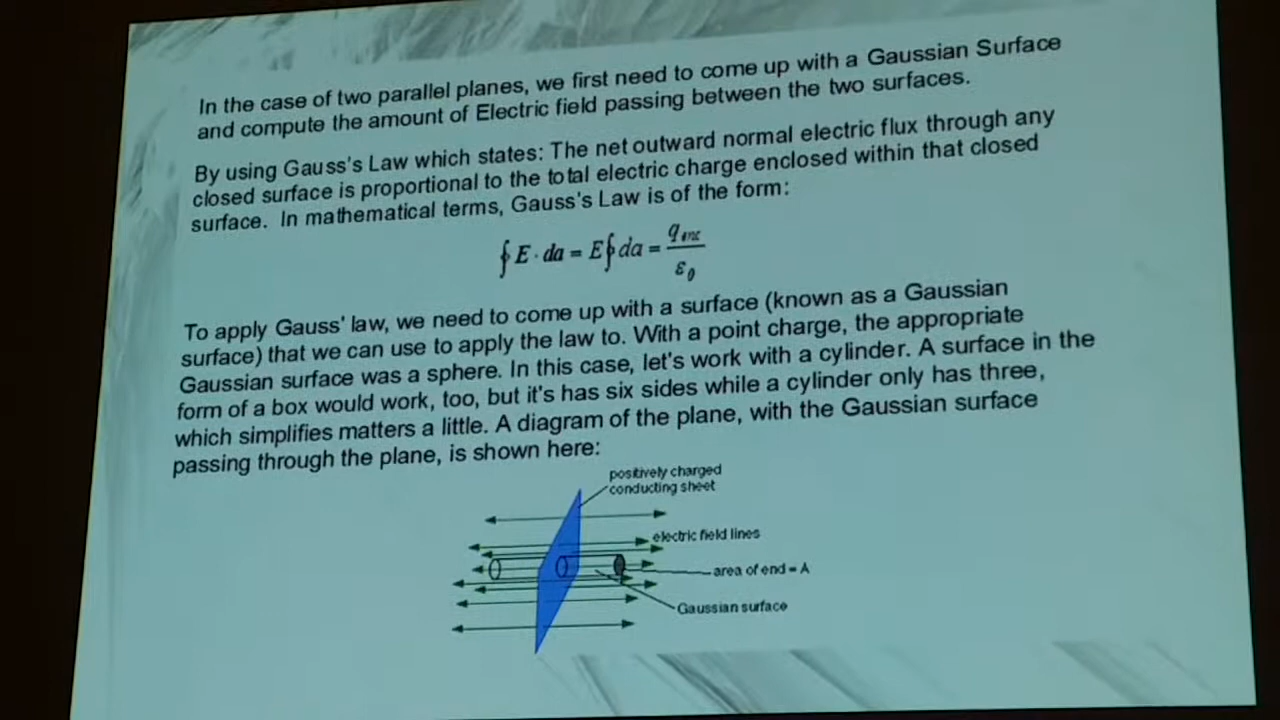 In the case of two parallel planes, we first need to come up with a Gaussian Surface
and compute the amount of Electric field passing between the two surfaces.
By using Gauss's Law which states: The net outward normal electric flux through any
closed surface is proportional to the total electric charge enclosed within that closed
surface. In mathematical terms, Gauss's Law is of the form:
∮ E · da = E∮ da = q_enc / ε_0
To apply Gauss' law, we need to come up with a surface (known as a Gaussian
surface) that we can use to apply the law to. With a point charge, the appropriate
Gaussian surface was a sphere. In this case, let's work with a cylinder. A surface in the
form of a box would work, too, but it's has six sides while a cylinder only has three,
which simplifies matters a little. A diagram of the plane, with the Gaussian surface
passing through the plane, is shown here:
positively charged
conducting sheet
electric field lines
area of end = A
Gaussian surface